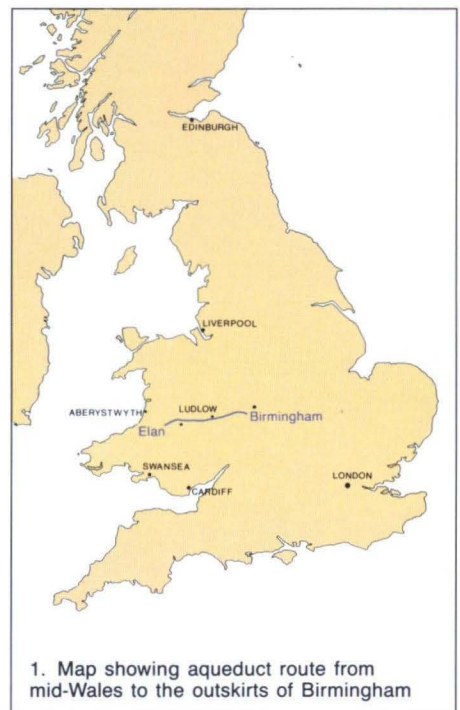 EDINBURGH
LIVERPOOL
ABERYSTWYTH
LUDLOW
Birmingham
Elan
SWANSEA
CARDIFF
LONDON
1. Map showing aqueduct route from
mid-Wales to the outskirts of Birmingham